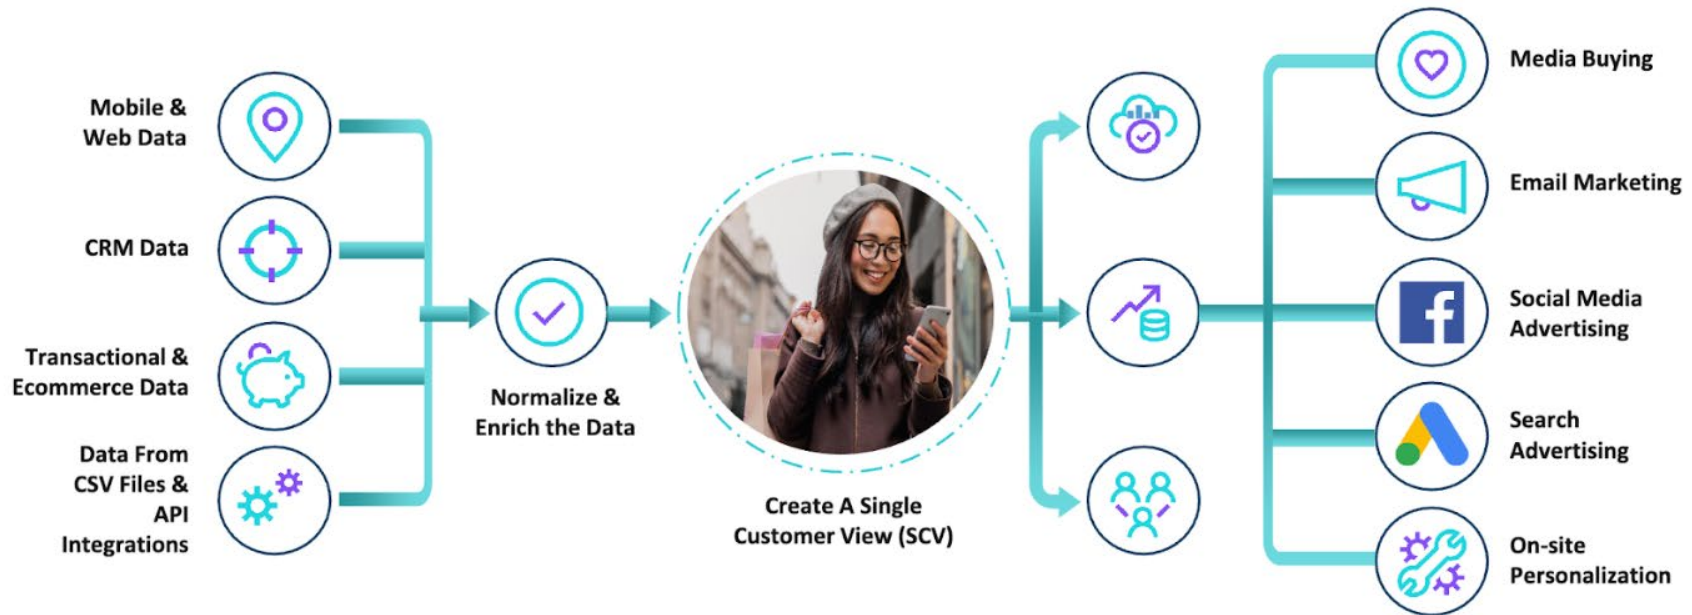 Mobile &
Web Data
CRM Data
Transactional &
Ecommerce Data
Data From
CSV Files &
API
Integrations
Normalize &
Enrich the Data
Create A Single
Customer View (SCV)
Media Buying
Email Marketing
Social Media
Advertising
Search
Advertising
On-site
Personalization